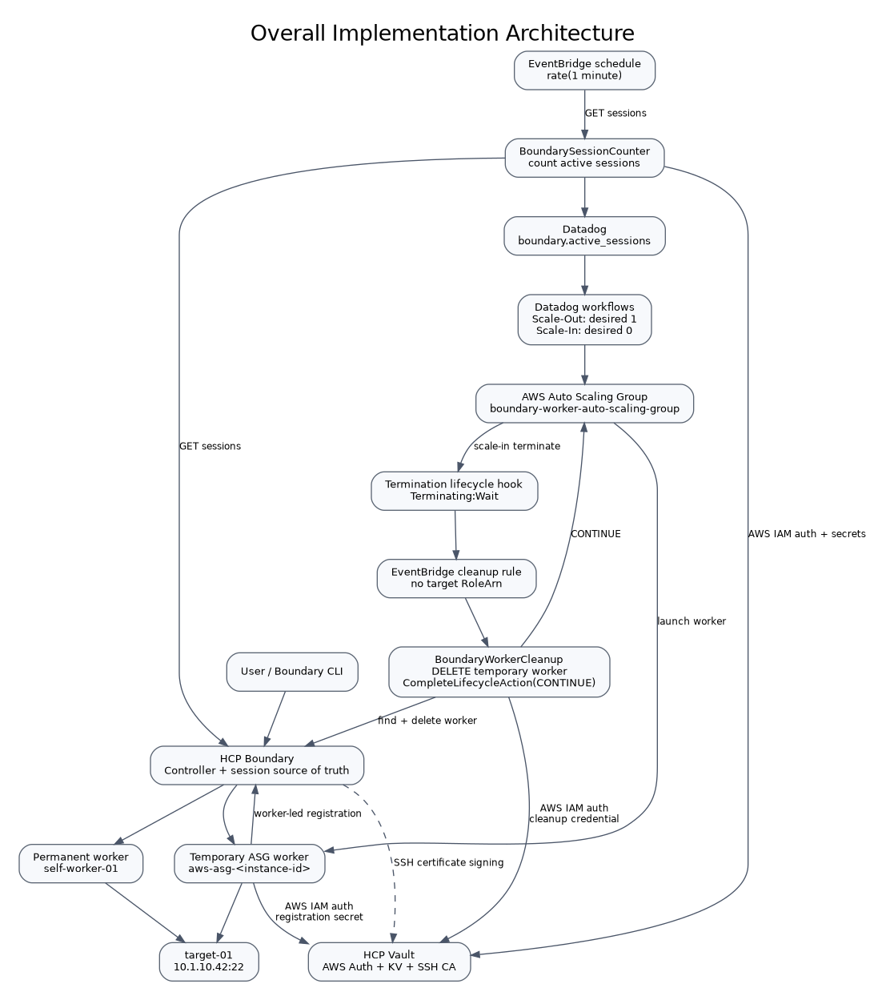 Overall Implementation Architecture
EventBridge schedule
rate(1 minute)
GET sessions
BoundarySessionCounter
count active sessions
Datadog
boundary.active_sessions
Datadog workflows
Scale-Out: desired 1
Scale-In: desired 0
AWS Auto Scaling Group
boundary-worker-auto-scaling-group
GET sessions
scale-in terminate
Termination lifecycle hook
Terminating:Wait
CONTINUE
AWS IAM auth + secrets
EventBridge cleanup rule
no target RoleArn
launch worker
BoundaryWorkerCleanup
DELETE temporary worker
CompleteLifecycleAction(CONTINUE)
User / Boundary CLI
find + delete worker
HCP Boundary
Controller + session source of truth
worker-led registration
AWS IAM auth
cleanup credential
Permanent worker
self-worker-01
Temporary ASG worker
aws-asg-<instance-id>
SSH certificate signing
AWS IAM auth
registration secret
target-01
10.1.10.42:22
HCP Vault
AWS Auth + KV + SSH CA